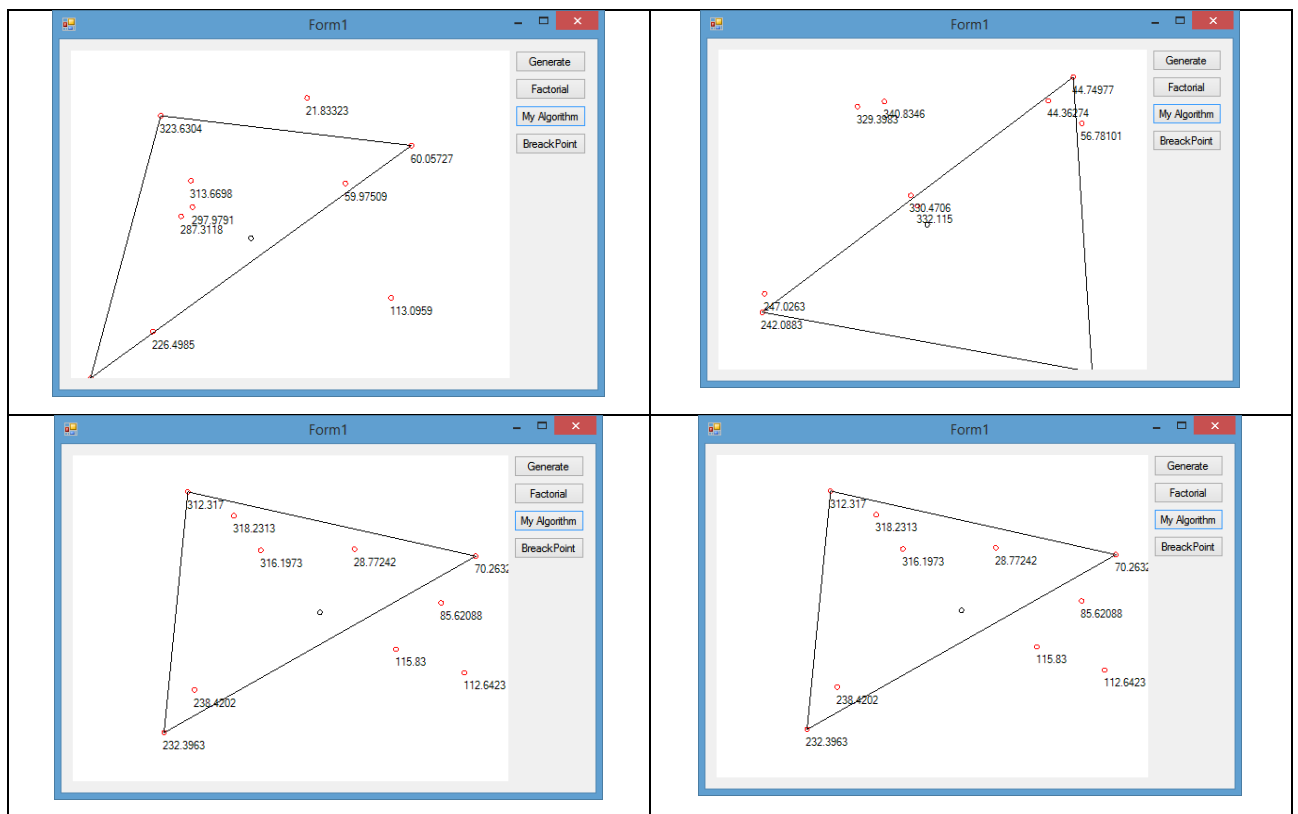 Form1
Generate
Factorial
My Algorithm
BreackPoint
21.83323
323.6304
60.05727
313.6698
59.97509
297.9791
287.3118
113.0959
226.4985
Form1
Generate
Factorial
My Algorithm
BreackPoint
44.74977
340.8346
329.3983
44.36274
56.78101
330.4706
332.115
247.0263
242.0883
Form1
Generate
Factorial
My Algorithm
BreackPoint
312.317
318.2313
316.1973
28.77242
70.2632
85.62088
115.83
112.6423
238.4202
232.3963
Form1
Generate
Factorial
My Algorithm
BreackPoint
312.317
318.2313
316.1973
28.77242
70.2632
85.62088
115.83
112.6423
238.4202
232.3963